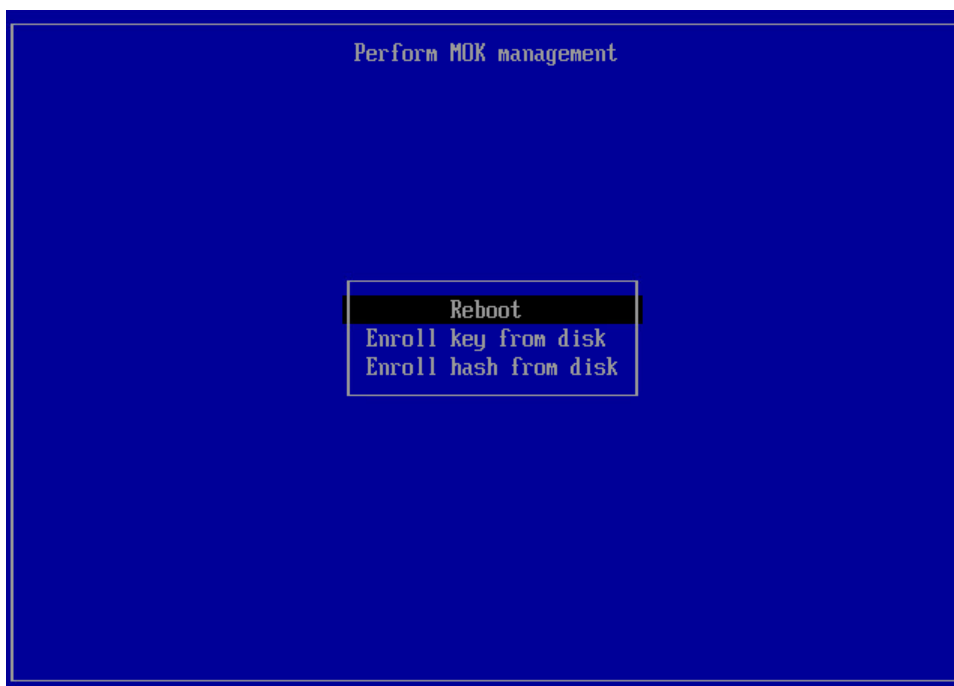 Perform MOK management
Reboot
Enroll key from disk
Enroll hash from disk